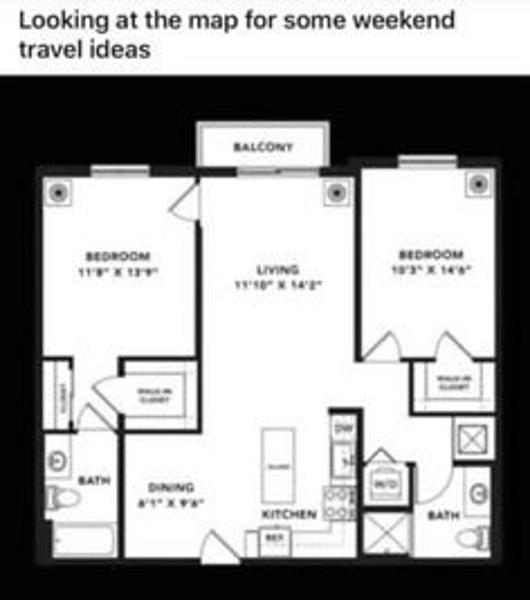 Looking at the map for some weekend
travel ideas
BALCONY
BEDROOM
11'9" X 13'9"
LIVING
11'10" X 14'2"
BEDROOM
10'3" X 14'6"
CLOSET
WALK-IN
CLOSET
WALK-IN
CLOSET
DW
BATH
DINING
8'1" X 9'6"
W/D
KITCHEN
REF.
BATH